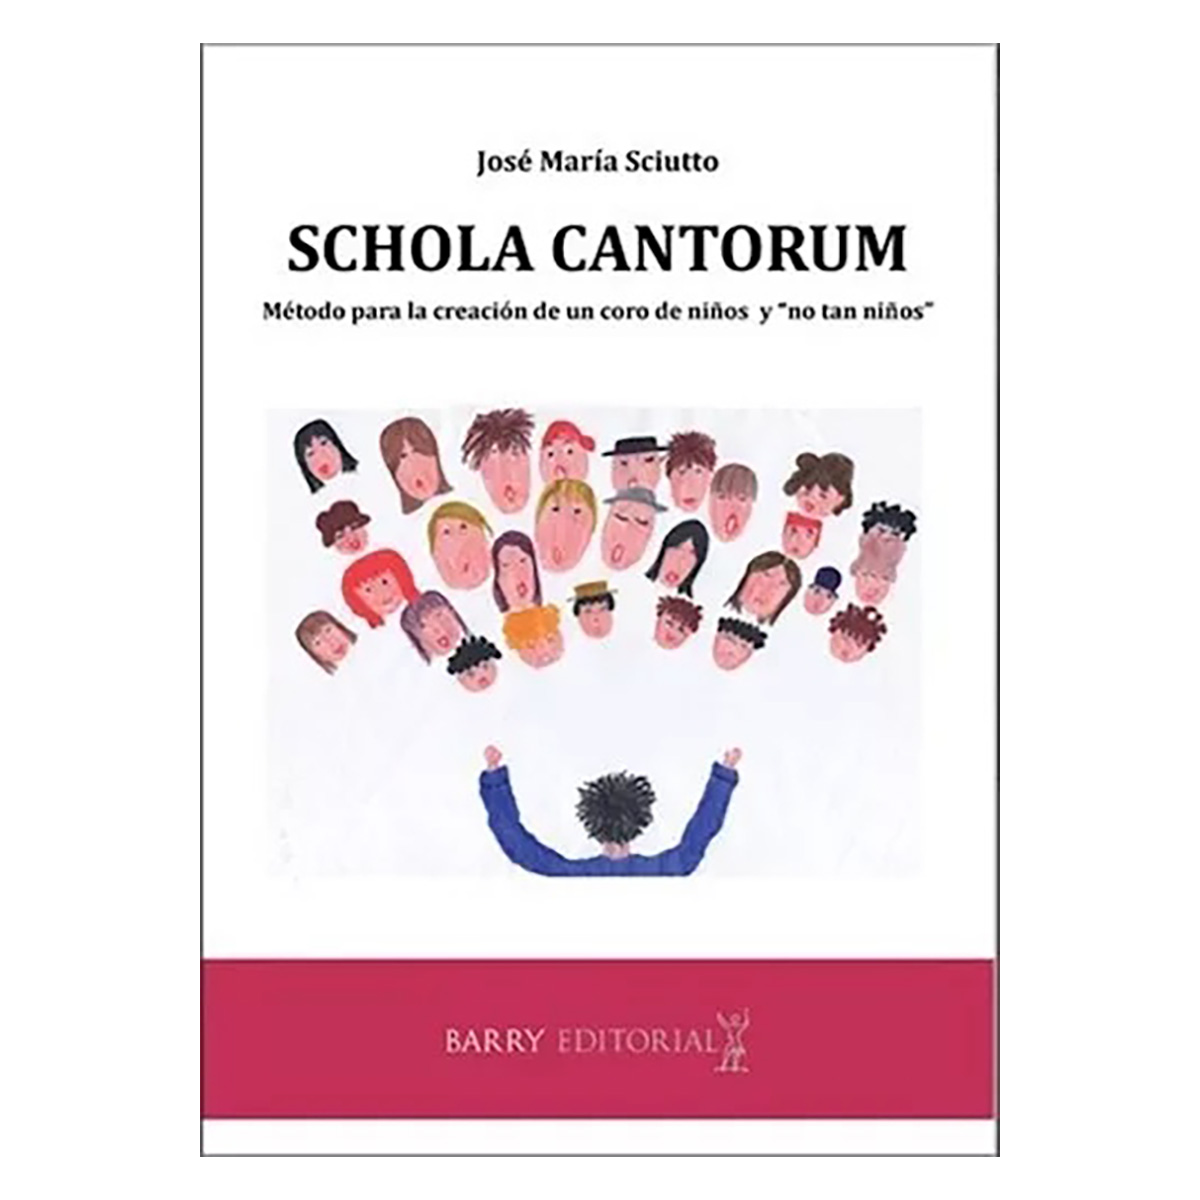 José María Sciutto
SCHOLA CANTORUM
Método para la creación de un coro de niños y "no tan niños"
BARRY EDITORIAL